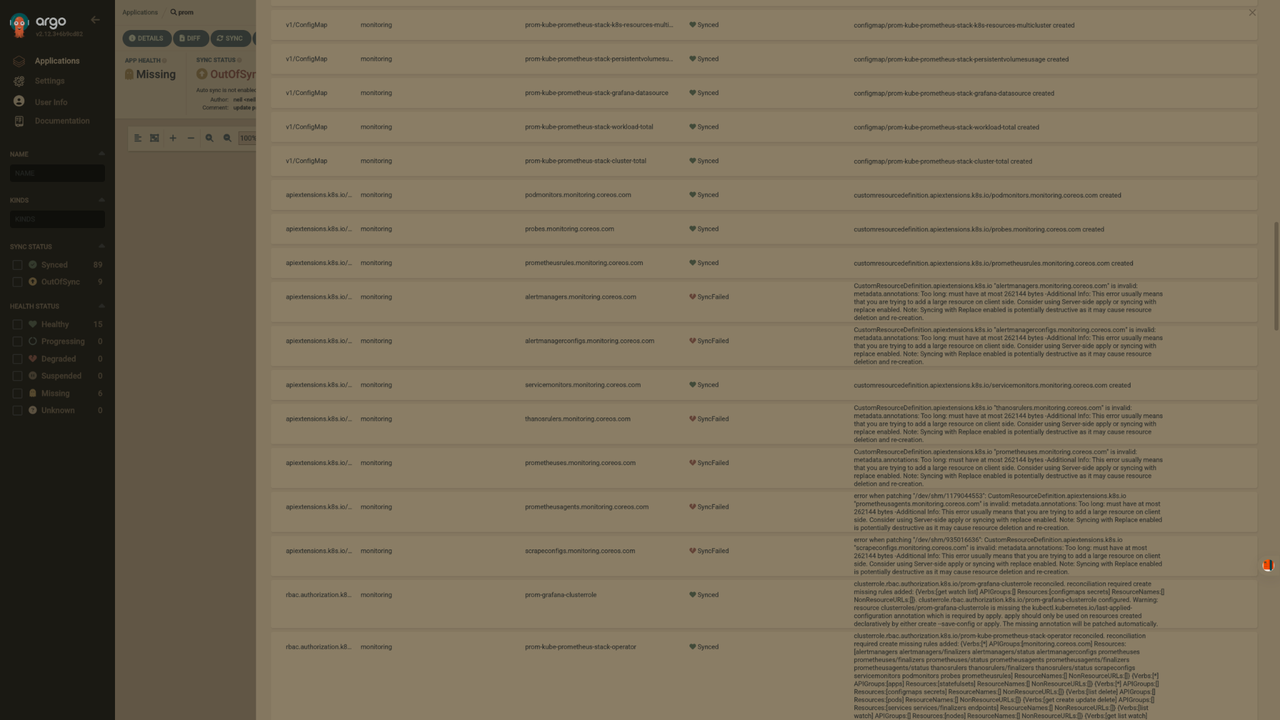 argo
Applications
Settings
User Info
Documentation
NAME
NAME
KINDS
KINDS
SYNC STATUS
Synced 89
OutOfSync 9
HEALTH STATUS
Healthy 15
Progressing 0
Degraded 0
Suspended 0
Missing 6
Unknown 0
Applications / prom
DETAILS DIFF SYNC
APP HEALTH SYNC STATUS
Missing OutOfSyn
Auto sync is not enabled
Author:
Comment: update p
100%
v1/ConfigMap monitoring prom-kube-prometheus-stack-k8s-resources-multi... Synced configmap/prom-kube-prometheus-stack-k8s-resources-multicluster created
v1/ConfigMap monitoring prom-kube-prometheus-stack-persistentvolumesu... Synced configmap/prom-kube-prometheus-stack-persistentvolumesusage created
v1/ConfigMap monitoring prom-kube-prometheus-stack-grafana-datasource Synced configmap/prom-kube-prometheus-stack-grafana-datasource created
v1/ConfigMap monitoring prom-kube-prometheus-stack-workload-total Synced configmap/prom-kube-prometheus-stack-workload-total created
v1/ConfigMap monitoring prom-kube-prometheus-stack-cluster-total Synced configmap/prom-kube-prometheus-stack-cluster-total created
apiextensions.k8s.io/... monitoring podmonitors.monitoring.coreos.com Synced customresourcedefinition.apiextensions.k8s.io/podmonitors.monitoring.coreos.com created
apiextensions.k8s.io/... monitoring probes.monitoring.coreos.com Synced customresourcedefinition.apiextensions.k8s.io/probes.monitoring.coreos.com created
apiextensions.k8s.io/... monitoring prometheusrules.monitoring.coreos.com Synced customresourcedefinition.apiextensions.k8s.io/prometheusrules.monitoring.coreos.com created
apiextensions.k8s.io/... monitoring alertmanagers.monitoring.coreos.com SyncFailed
CustomResourceDefinition.apiextensions.k8s.io "alertmanagers.monitoring.coreos.com" is invalid:
metadata.annotations: Too long: must have at most 262144 bytes -Additional Info: This error usually means
that you are trying to add a large resource on client side. Consider using Server-side apply or syncing with
replace enabled. Note: Syncing with Replace enabled is potentially destructive as it may cause resource
deletion and re-creation.
apiextensions.k8s.io/... monitoring alertmanagerconfigs.monitoring.coreos.com SyncFailed
CustomResourceDefinition.apiextensions.k8s.io "alertmanagerconfigs.monitoring.coreos.com" is invalid:
metadata.annotations: Too long: must have at most 262144 bytes -Additional Info: This error usually means
that you are trying to add a large resource on client side. Consider using Server-side apply or syncing with
replace enabled. Note: Syncing with Replace enabled is potentially destructive as it may cause resource
deletion and re-creation.
apiextensions.k8s.io/... monitoring servicemonitors.monitoring.coreos.com Synced customresourcedefinition.apiextensions.k8s.io/servicemonitors.monitoring.coreos.com created
apiextensions.k8s.io/... monitoring thanosrulers.monitoring.coreos.com SyncFailed
CustomResourceDefinition.apiextensions.k8s.io "thanosrulers.monitoring.coreos.com" is invalid:
metadata.annotations: Too long: must have at most 262144 bytes -Additional Info: This error usually means
that you are trying to add a large resource on client side. Consider using Server-side apply or syncing with
replace enabled. Note: Syncing with Replace enabled is potentially destructive as it may cause resource
deletion and re-creation.
apiextensions.k8s.io/... monitoring prometheuses.monitoring.coreos.com SyncFailed
CustomResourceDefinition.apiextensions.k8s.io "prometheuses.monitoring.coreos.com" is invalid:
metadata.annotations: Too long: must have at most 262144 bytes -Additional Info: This error usually means
that you are trying to add a large resource on client side. Consider using Server-side apply or syncing with
replace enabled. Note: Syncing with Replace enabled is potentially destructive as it may cause resource
deletion and re-creation.
apiextensions.k8s.io/... monitoring prometheusagents.monitoring.coreos.com SyncFailed
error when patching "/dev/shm/1179044553": CustomResourceDefinition.apiextensions.k8s.io
"prometheusagents.monitoring.coreos.com" is invalid: metadata.annotations: Too long: must have at most
262144 bytes -Additional Info: This error usually means that you are trying to add a large resource on client
side. Consider using Server-side apply or syncing with replace enabled. Note: Syncing with Replace enabled
is potentially destructive as it may cause resource deletion and re-creation.
apiextensions.k8s.io/... monitoring scrapeconfigs.monitoring.coreos.com SyncFailed
error when patching "/dev/shm/935016636": CustomResourceDefinition.apiextensions.k8s.io
"scrapeconfigs.monitoring.coreos.com" is invalid: metadata.annotations: Too long: must have at most
262144 bytes -Additional Info: This error usually means that you are trying to add a large resource on client
side. Consider using Server-side apply or syncing with replace enabled. Note: Syncing with Replace enabled
is potentially destructive as it may cause resource deletion and re-creation.
rbac.authorization.k8... monitoring prom-grafana-clusterrole Synced
clusterrole.rbac.authorization.k8s.io/prom-grafana-clusterrole reconciled. reconciliation required create
missing rules added: {Verbs:[get watch list] APIGroups:[] Resources:[configmaps secrets] ResourceNames:[]
NonResourceURLs:[]}. clusterrole.rbac.authorization.k8s.io/prom-grafana-clusterrole configured. Warning:
resource clusterroles/prom-grafana-clusterrole is missing the kubectl.kubernetes.io/last-applied-
configuration annotation which is required by apply. apply should only be used on resources created
declaratively by either create --save-config or apply. The missing annotation will be patched automatically.
rbac.authorization.k8... monitoring prom-kube-prometheus-stack-operator Synced
clusterrole.rbac.authorization.k8s.io/prom-kube-prometheus-stack-operator reconciled. reconciliation
required create missing rules added: {Verbs:[*] APIGroups:[monitoring.coreos.com] Resources:
[alertmanagers alertmanagers/finalizers alertmanagers/status alertmanagerconfigs prometheuses
prometheuses/finalizers prometheuses/status prometheusagents prometheusagents/finalizers
prometheusagents/status thanosrulers thanosrulers/finalizers thanosrulers/status scrapeconfigs
servicemonitors podmonitors probes prometheusrules] ResourceNames:[] NonResourceURLs:[]} {Verbs:[*]
APIGroups:[apps] Resources:[statefulsets] ResourceNames:[] NonResourceURLs:[]} {Verbs:[*] APIGroups:[]
Resources:[configmaps secrets] ResourceNames:[] NonResourceURLs:[]} {Verbs:[list delete] APIGroups:[]
Resources:[pods] ResourceNames:[] NonResourceURLs:[]} {Verbs:[get create update delete] APIGroups:[]
Resources:[services services/finalizers endpoints] ResourceNames:[] NonResourceURLs:[]} {Verbs:[list
watch] APIGroups:[] Resources:[nodes] ResourceNames:[] NonResourceURLs:[]} {Verbs:[get list watch]